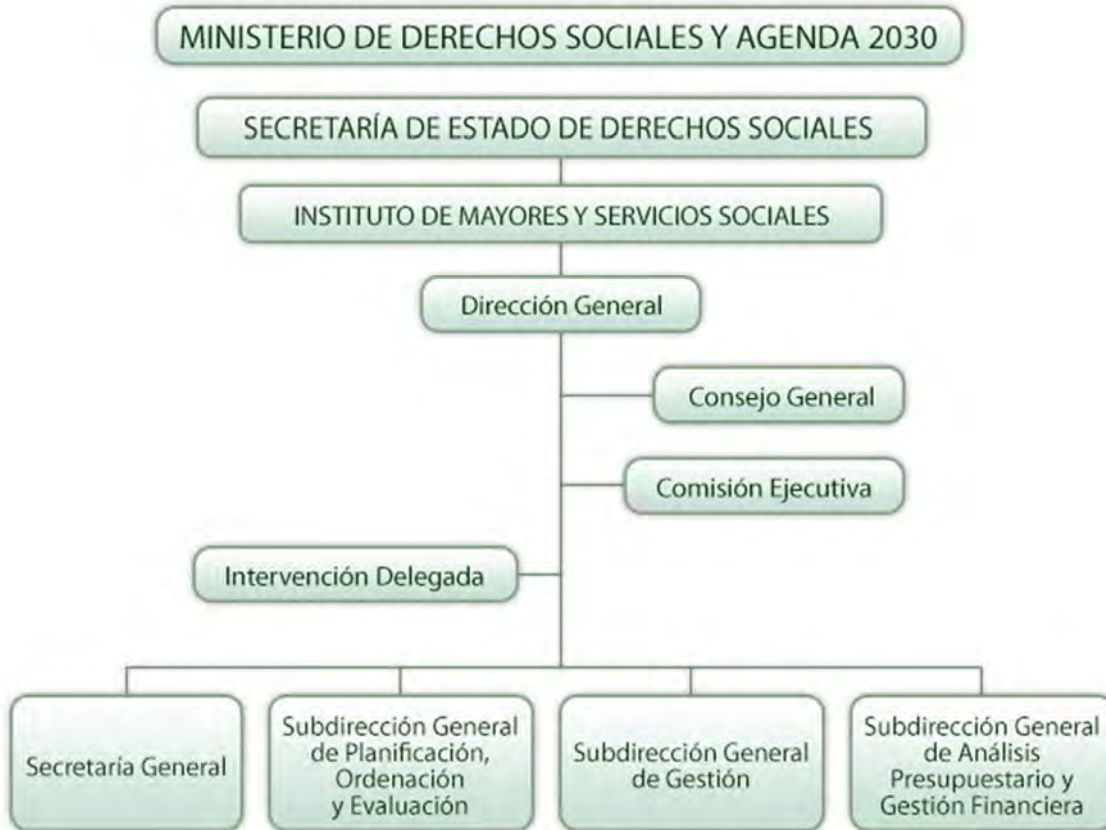 MINISTERIO DE DERECHOS SOCIALES Y AGENDA 2030
SECRETARÍA DE ESTADO DE DERECHOS SOCIALES
INSTITUTO DE MAYORES Y SERVICIOS SOCIALES
Dirección General
Consejo General
Comisión Ejecutiva
Intervención Delegada
Secretaría General
Subdirección General
de Planificación,
Ordenación
y Evaluación
Subdirección General
de Gestión
Subdirección General
de Análisis
Presupuestario y
Gestión Financiera